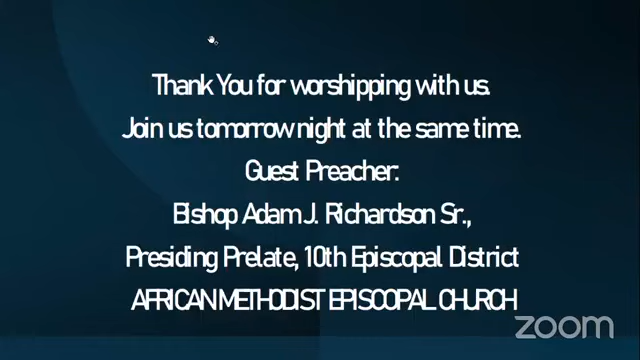 Thank You for worshipping with us.
Join us tomorrow night at the same time.
Guest Preacher:
Bishop Adam J. Richardson Sr.,
Presiding Prelate, 10th Episcopal District
AFRICAN METHODIST EPISCOPAL CHURCH
zoom